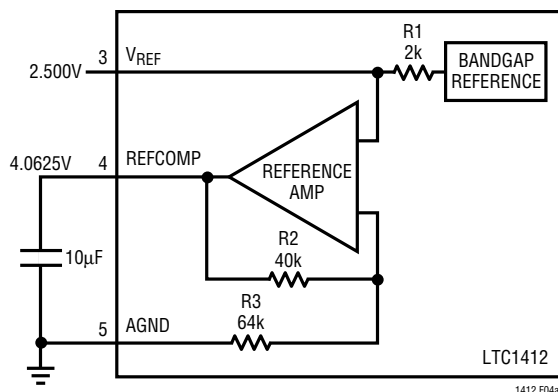 R1
2k
BANDGAP
REFERENCE
3
VREF
2.500V
4.0625V
4
REFCOMP
REFERENCE
AMP
10µF
R2
40k
R3
64k
5
AGND
LTC1412
1412 F04a